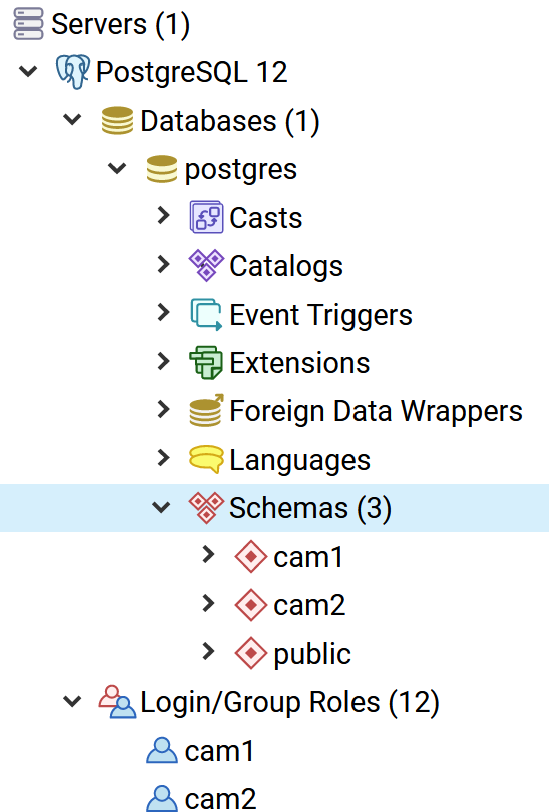 Servers (1)
PostgreSQL 12
Databases (1)
postgres
Casts
Catalogs
Event Triggers
Extensions
Foreign Data Wrappers
Languages
Schemas (3)
cam1
cam2
public
Login/Group Roles (12)
cam1
cam2